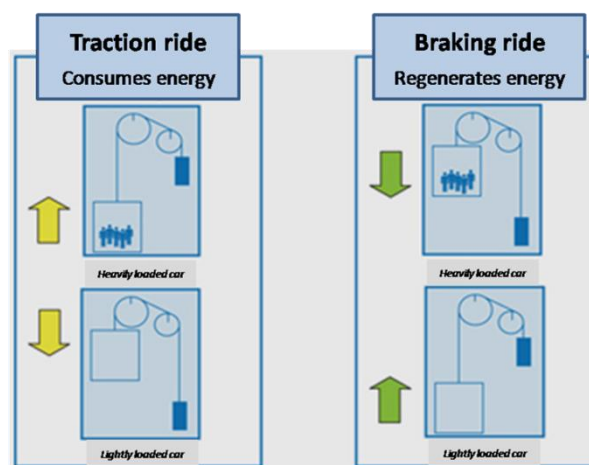 Traction ride
Consumes energy
Heavily loaded car
Lightly loaded car
Braking ride
Regenerates energy
Heavily loaded car
Lightly loaded car